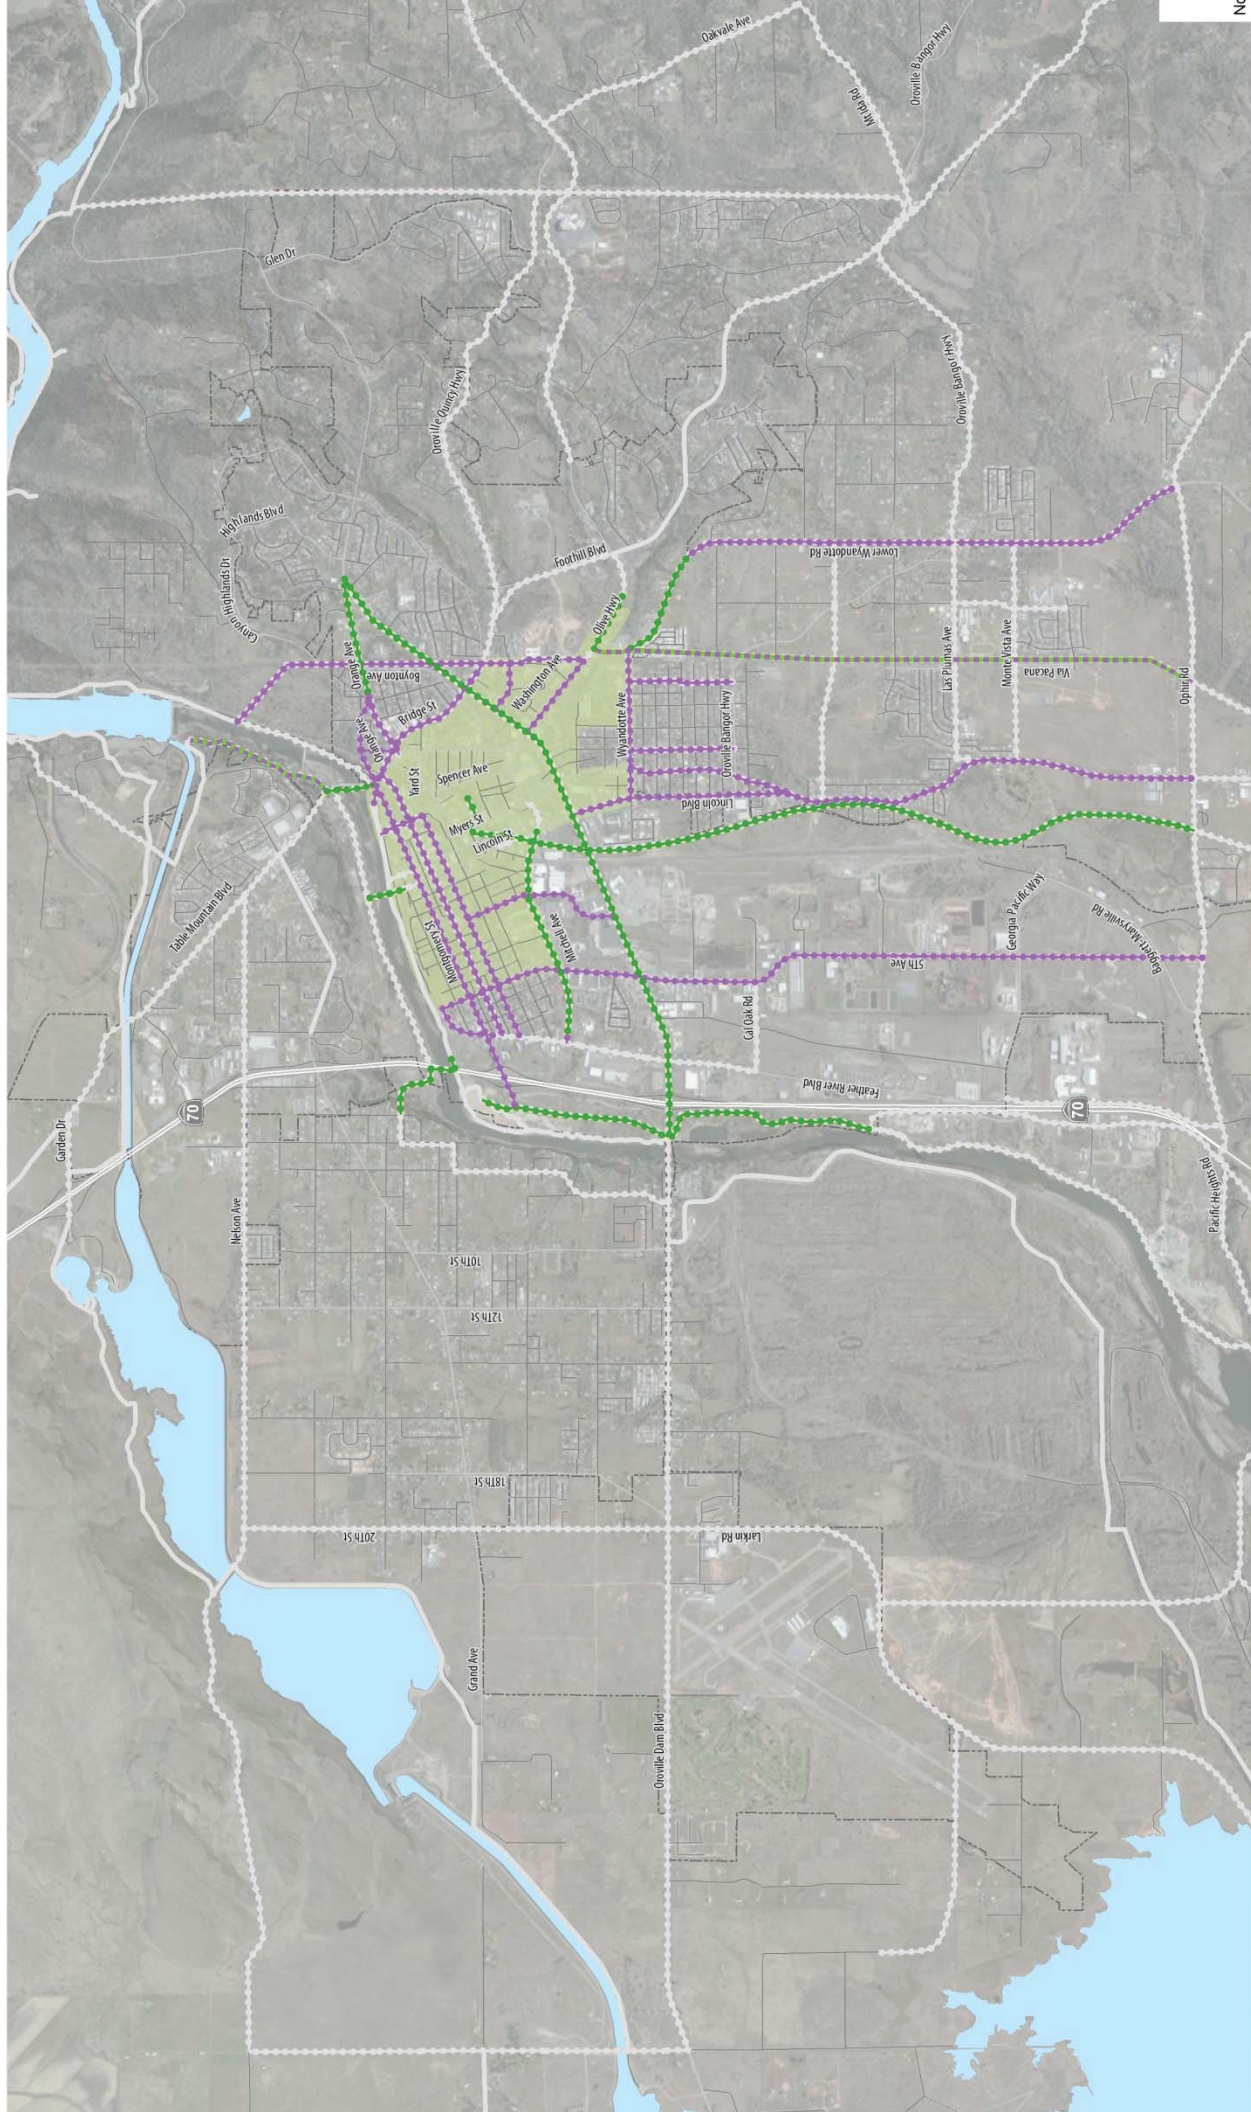 No
Oakvale Ave
Oroville Bangor Hwy
Mt Ida Rd
Glen Dr
Oroville Quincy Hwy
Oroville Bangor Hwy
Highlands Blvd
Canyon Highlands Dr
Foothill Blvd
Lower Wyandotte Rd
Olive Hwy
Orange Ave
Boynton Ave
Washington Ave
Las Plumas Ave
Monte Vista Ave
Via Pacana
Ophir Rd
Bridge St
Orange Ave
Wyandotte Ave
Oroville Bangor Hwy
Yard St
Spencer Ave
Lincoln Blvd
Myers St
Lincoln St
Table Mountain Blvd
Montgomery St
Mitchell Ave
5Th Ave
Georgia Pacific Way
Baggett-Marysville Rd
Cal Oak Rd
Feather River Blvd
70
70
Garden Dr
Nelson Ave
Pacific Heights Rd
10Th St
12Th St
18Th St
20Th St
Larkin Rd
Grand Ave
Oroville Dam Blvd